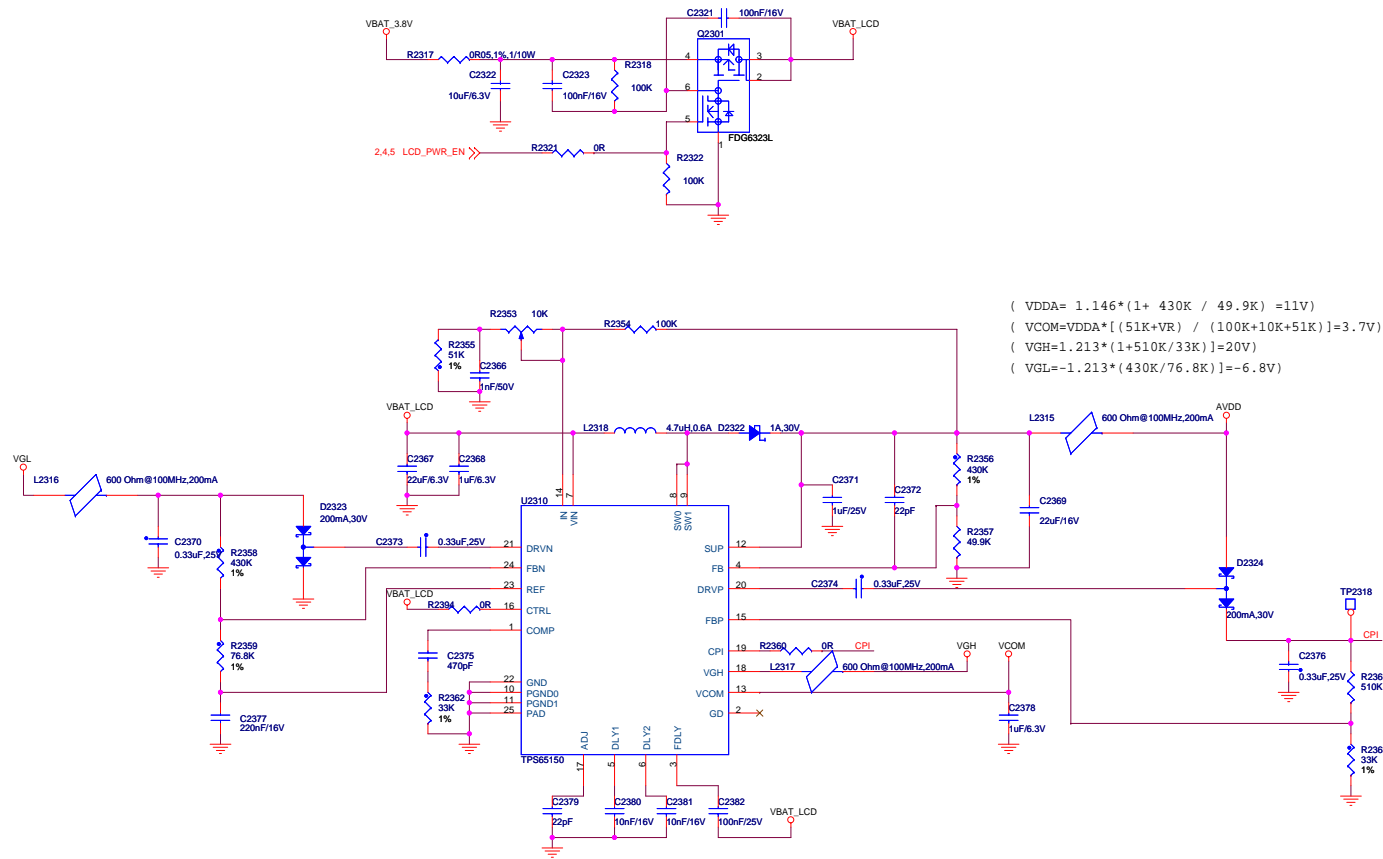 C2321 100nF/16V
VBAT_3.8V
VBAT_LCD
Q2301
R2317 0R05,1%,1/10W
4
3
R2318
100K
C2322
10uF/6.3V
C2323
100nF/16V
2
6
5
FDG6323L
1
2,4,5 LCD_PWR_EN
R2321 0R
R2322
100K
( VDDA= 1.146*(1+ 430K / 49.9K) =11V)
( VCOM=VDDA*[(51K+VR) / (100K+10K+51K)]=3.7V)
( VGH=1.213*(1+510K/33K)]=20V)
( VGL=-1.213*(430K/76.8K)]=-6.8V)
R2353 10K
R2354 100K
R2355
51K
1%
C2366
1nF/50V
VBAT_LCD
L2318 4.7uH,0.6A
D2322 1A,30V
L2315 600 Ohm@100MHz,200mA
AVDD
C2367
22uF/6.3V
C2368
1uF/6.3V
VGL
L2316 600 Ohm@100MHz,200mA
R2356
430K
1%
C2371
1uF/25V
C2372
22pF
C2369
22uF/16V
R2357
49.9K
D2323
200mA,30V
C2370
0.33uF,25V
R2358
430K
1%
C2373 0.33uF,25V
U2310
14
IN
7
VIN
8
SW0
9
SW1
21 DRVN
24 FBN
23 REF
16 CTRL
1 COMP
22 GND
10 PGND0
11 PGND1
25 PAD
SUP 12
FB 4
DRVP 20
FBP 15
CPI 19
VGH 18
VCOM 13
GD 2
VBAT_LCD
R2394 0R
C2374 0.33uF,25V
D2324
200mA,30V
TP2318
CPI
R2359
76.8K
1%
C2375
470pF
R2362
33K
1%
C2377
220nF/16V
R2360 0R CPI
L2317 600 Ohm@100MHz,200mA
VGH
VCOM
C2378
1uF/6.3V
C2376
0.33uF,25V
R236
510K
R236
33K
1%
TPS65150
ADJ
17
DLY1
5
DLY2
6
FDLY
3
C2379
22pF
C2380
10nF/16V
C2381
10nF/16V
C2382
100nF/25V
VBAT_LCD